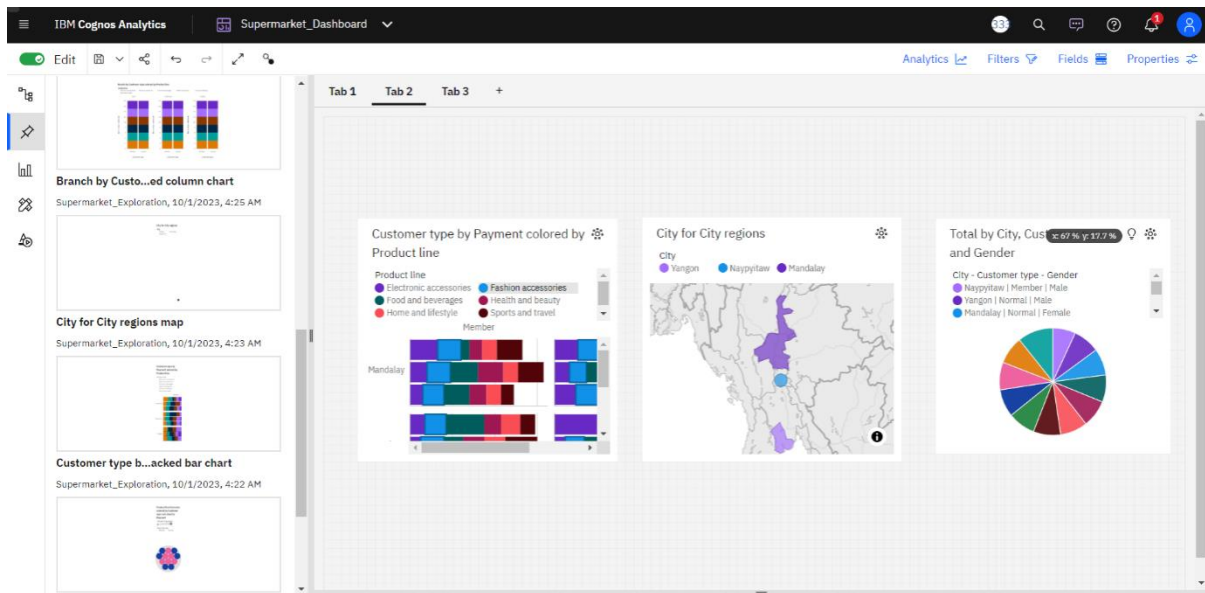 IBM Cognos Analytics
Supermarket_Dashboard
1
Edit
Analytics
Filters
Fields
Properties
Branch by Custo...ed column chart
Supermarket_Exploration, 10/1/2023, 4:25 AM
City for City regions map
Supermarket_Exploration, 10/1/2023, 4:23 AM
Customer type b...acked bar chart
Supermarket_Exploration, 10/1/2023, 4:22 AM
Tab 1
Tab 2
Tab 3
+
Customer type by Payment colored by
Product line
Product line
Electronic accessories Fashion accessories
Food and beverages Health and beauty
Home and lifestyle Sports and travel
Member
Mandalay
City for City regions
City
Yangon Naypyitaw Mandalay
Total by City, Cus x: 67 % y: 17.7 %
and Gender
City - Customer type - Gender
Naypyitaw | Member | Male
Yangon | Normal | Male
Mandalay | Normal | Female